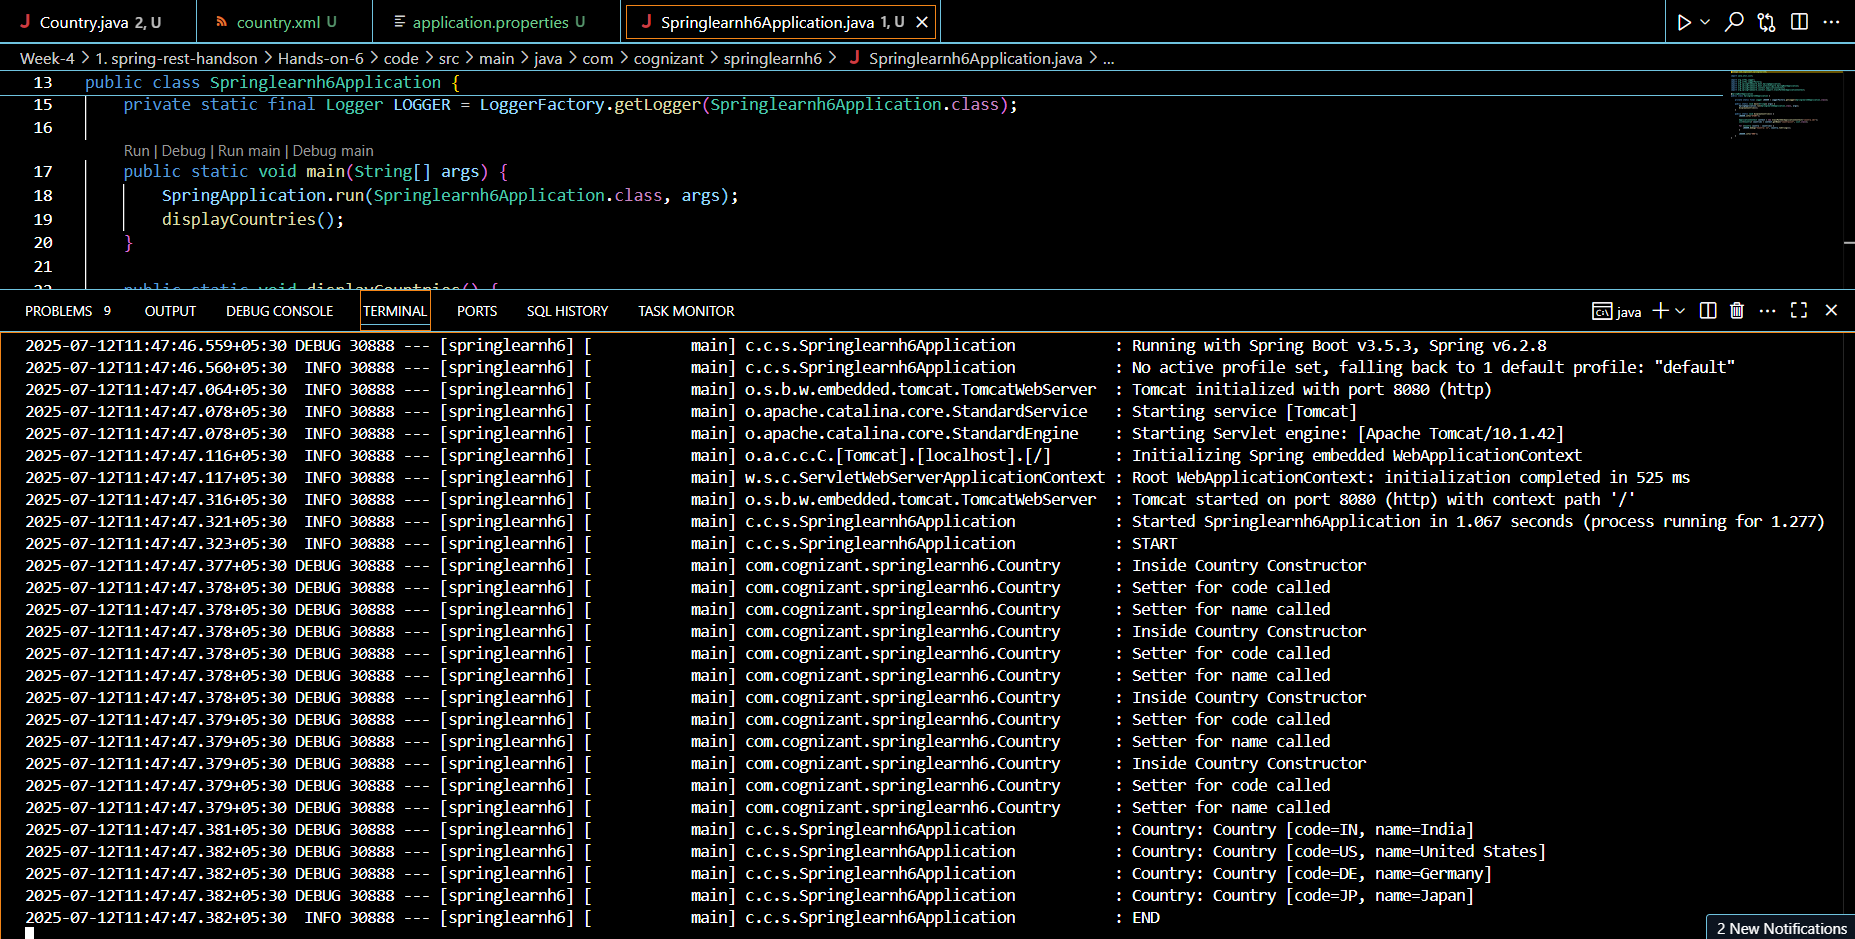 Country.java 2, U country.xml U application.properties U Springlearnh6Application.java 1, U
Week-4 > 1. spring-rest-handson > Hands-on-6 > code > src > main > java > com > cognizant > springlearnh6 > Springlearnh6Application.java > ...
13 public class Springlearnh6Application {
15 private static final Logger LOGGER = LoggerFactory.getLogger(Springlearnh6Application.class);
16
Run | Debug | Run main | Debug main
17 public static void main(String[] args) {
18 SpringApplication.run(Springlearnh6Application.class, args);
19 displayCountries();
20 }
21
22 public static void displayCountries() {
PROBLEMS 9 OUTPUT DEBUG CONSOLE TERMINAL PORTS SQL HISTORY TASK MONITOR java
2025-07-12T11:47:46.559+05:30 DEBUG 30888 --- [springlearnh6] [ main] c.c.s.Springlearnh6Application : Running with Spring Boot v3.5.3, Spring v6.2.8
2025-07-12T11:47:46.560+05:30 INFO 30888 --- [springlearnh6] [ main] c.c.s.Springlearnh6Application : No active profile set, falling back to 1 default profile: "default"
2025-07-12T11:47:47.064+05:30 INFO 30888 --- [springlearnh6] [ main] o.s.b.w.embedded.tomcat.TomcatWebServer : Tomcat initialized with port 8080 (http)
2025-07-12T11:47:47.078+05:30 INFO 30888 --- [springlearnh6] [ main] o.apache.catalina.core.StandardService : Starting service [Tomcat]
2025-07-12T11:47:47.078+05:30 INFO 30888 --- [springlearnh6] [ main] o.apache.catalina.core.StandardEngine : Starting Servlet engine: [Apache Tomcat/10.1.42]
2025-07-12T11:47:47.116+05:30 INFO 30888 --- [springlearnh6] [ main] o.a.c.c.C.[Tomcat].[localhost].[/] : Initializing Spring embedded WebApplicationContext
2025-07-12T11:47:47.117+05:30 INFO 30888 --- [springlearnh6] [ main] w.s.c.ServletWebServerApplicationContext : Root WebApplicationContext: initialization completed in 525 ms
2025-07-12T11:47:47.316+05:30 INFO 30888 --- [springlearnh6] [ main] o.s.b.w.embedded.tomcat.TomcatWebServer : Tomcat started on port 8080 (http) with context path '/'
2025-07-12T11:47:47.321+05:30 INFO 30888 --- [springlearnh6] [ main] c.c.s.Springlearnh6Application : Started Springlearnh6Application in 1.067 seconds (process running for 1.277)
2025-07-12T11:47:47.323+05:30 INFO 30888 --- [springlearnh6] [ main] c.c.s.Springlearnh6Application : START
2025-07-12T11:47:47.377+05:30 DEBUG 30888 --- [springlearnh6] [ main] com.cognizant.springlearnh6.Country : Inside Country Constructor
2025-07-12T11:47:47.378+05:30 DEBUG 30888 --- [springlearnh6] [ main] com.cognizant.springlearnh6.Country : Setter for code called
2025-07-12T11:47:47.378+05:30 DEBUG 30888 --- [springlearnh6] [ main] com.cognizant.springlearnh6.Country : Setter for name called
2025-07-12T11:47:47.378+05:30 DEBUG 30888 --- [springlearnh6] [ main] com.cognizant.springlearnh6.Country : Inside Country Constructor
2025-07-12T11:47:47.378+05:30 DEBUG 30888 --- [springlearnh6] [ main] com.cognizant.springlearnh6.Country : Setter for code called
2025-07-12T11:47:47.378+05:30 DEBUG 30888 --- [springlearnh6] [ main] com.cognizant.springlearnh6.Country : Setter for name called
2025-07-12T11:47:47.378+05:30 DEBUG 30888 --- [springlearnh6] [ main] com.cognizant.springlearnh6.Country : Inside Country Constructor
2025-07-12T11:47:47.379+05:30 DEBUG 30888 --- [springlearnh6] [ main] com.cognizant.springlearnh6.Country : Setter for code called
2025-07-12T11:47:47.379+05:30 DEBUG 30888 --- [springlearnh6] [ main] com.cognizant.springlearnh6.Country : Setter for name called
2025-07-12T11:47:47.379+05:30 DEBUG 30888 --- [springlearnh6] [ main] com.cognizant.springlearnh6.Country : Inside Country Constructor
2025-07-12T11:47:47.379+05:30 DEBUG 30888 --- [springlearnh6] [ main] com.cognizant.springlearnh6.Country : Setter for code called
2025-07-12T11:47:47.379+05:30 DEBUG 30888 --- [springlearnh6] [ main] com.cognizant.springlearnh6.Country : Setter for name called
2025-07-12T11:47:47.381+05:30 DEBUG 30888 --- [springlearnh6] [ main] c.c.s.Springlearnh6Application : Country: Country [code=IN, name=India]
2025-07-12T11:47:47.382+05:30 DEBUG 30888 --- [springlearnh6] [ main] c.c.s.Springlearnh6Application : Country: Country [code=US, name=United States]
2025-07-12T11:47:47.382+05:30 DEBUG 30888 --- [springlearnh6] [ main] c.c.s.Springlearnh6Application : Country: Country [code=DE, name=Germany]
2025-07-12T11:47:47.382+05:30 DEBUG 30888 --- [springlearnh6] [ main] c.c.s.Springlearnh6Application : Country: Country [code=JP, name=Japan]
2025-07-12T11:47:47.382+05:30 INFO 30888 --- [springlearnh6] [ main] c.c.s.Springlearnh6Application : END
2 New Notifications